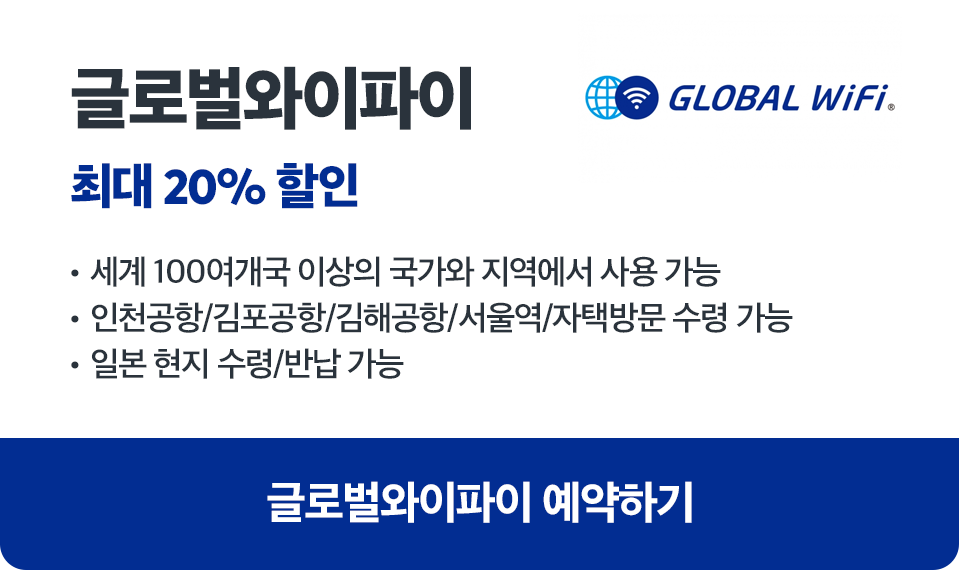 글로벌와이파이
GLOBAL WiFi®
최대 20% 할인
• 세계 100여개국 이상의 국가와 지역에서 사용 가능
• 인천공항/김포공항/김해공항/서울역/자택방문 수령 가능
• 일본 현지 수령/반납 가능
글로벌와이파이 예약하기